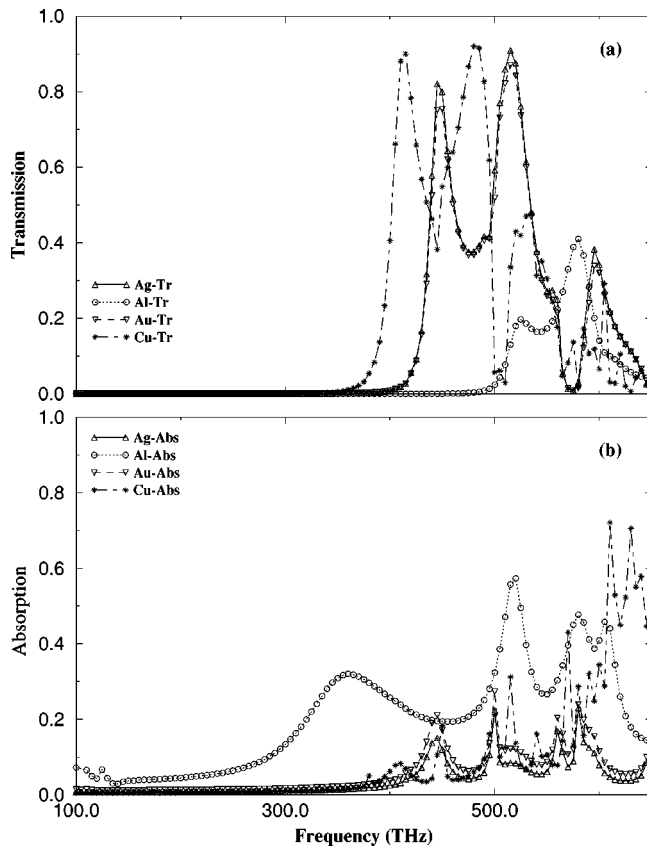 1.0
(a)
0.8
0.6
Transmission
0.4
Ag-Tr
Al-Tr
Au-Tr
Cu-Tr
0.2
0.0
1.0
Ag-Abs
(b)
Al-Abs
Au-Abs
Cu-Abs
0.8
0.6
Absorption
0.4
0.2
0.0
100.0
300.0
500.0
Frequency (THz)